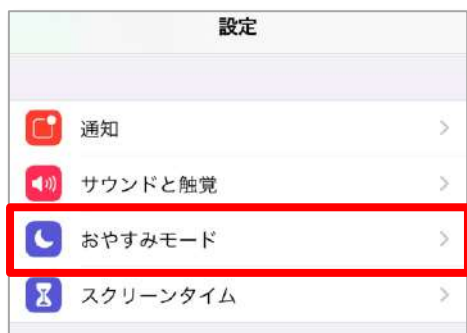 設定
通知
サウンドと触覚
おやすみモード
スクリーンタイム